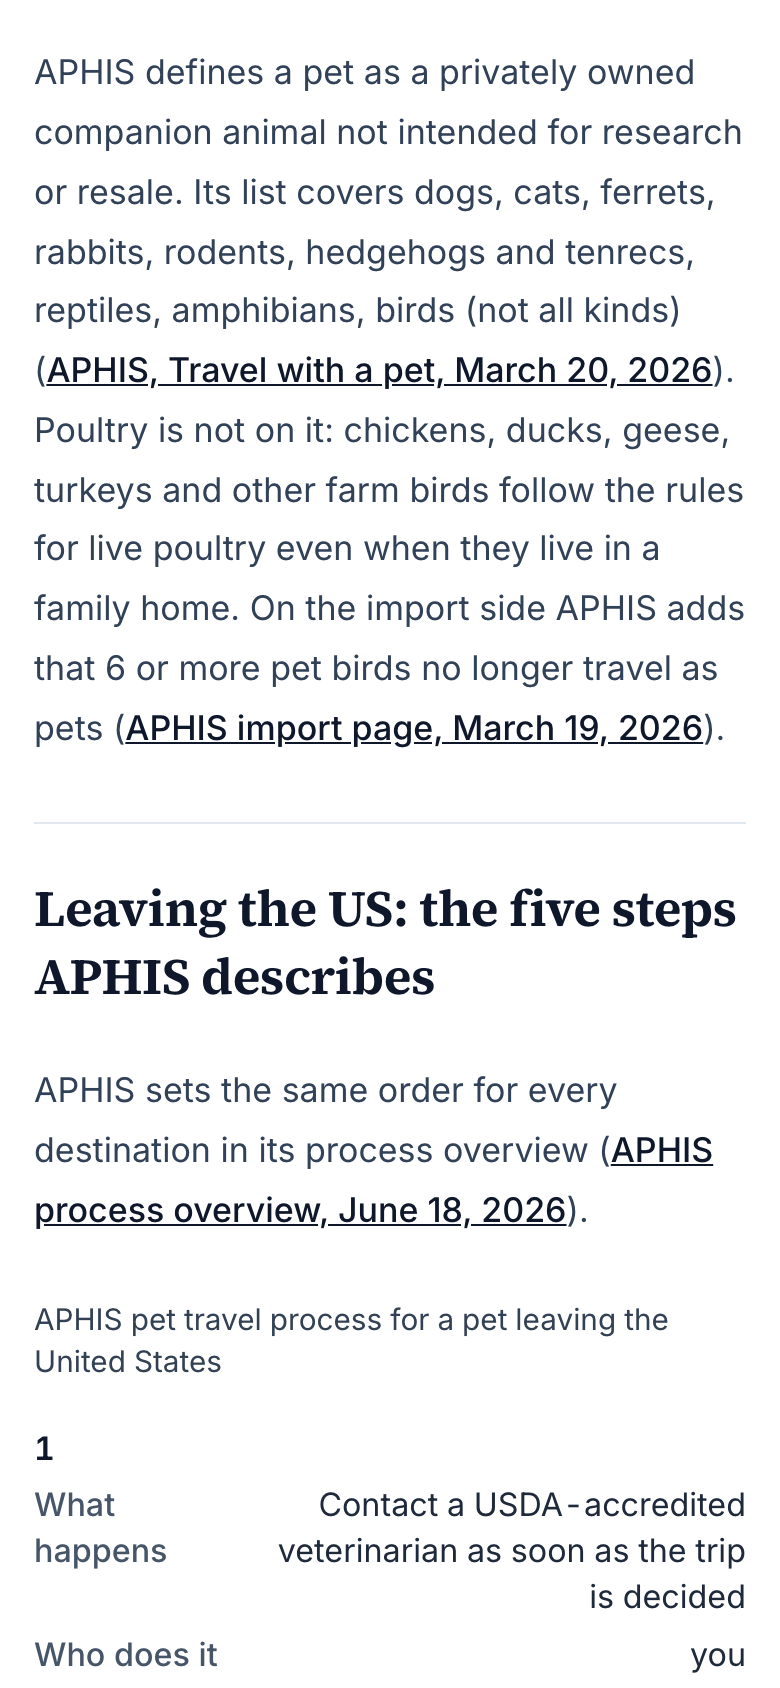 APHIS defines a pet as a privately owned
companion animal not intended for research
or resale. Its list covers dogs, cats, ferrets,
rabbits, rodents, hedgehogs and tenrecs,
reptiles, amphibians, birds (not all kinds)
(APHIS, Travel with a pet, March 20, 2026).
Poultry is not on it: chickens, ducks, geese,
turkeys and other farm birds follow the rules
for live poultry even when they live in a
family home. On the import side APHIS adds
that 6 or more pet birds no longer travel as
pets (APHIS import page, March 19, 2026).
Leaving the US: the five steps
APHIS describes
APHIS sets the same order for every
destination in its process overview (APHIS
process overview, June 18, 2026).
APHIS pet travel process for a pet leaving the
United States
1
What happens
Contact a USDA-accredited
veterinarian as soon as the trip
is decided
Who does it
you